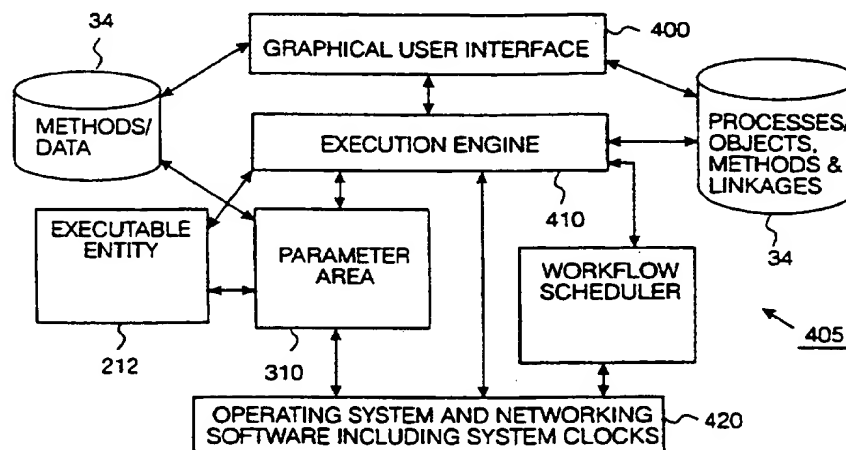 34
GRAPHICAL USER INTERFACE
400
METHODS/
DATA
EXECUTION ENGINE
PROCESSES/
OBJECTS,
METHODS &
LINKAGES
410
34
EXECUTABLE
ENTITY
PARAMETER
AREA
WORKFLOW
SCHEDULER
405
212
310
OPERATING SYSTEM AND NETWORKING
SOFTWARE INCLUDING SYSTEM CLOCKS
420